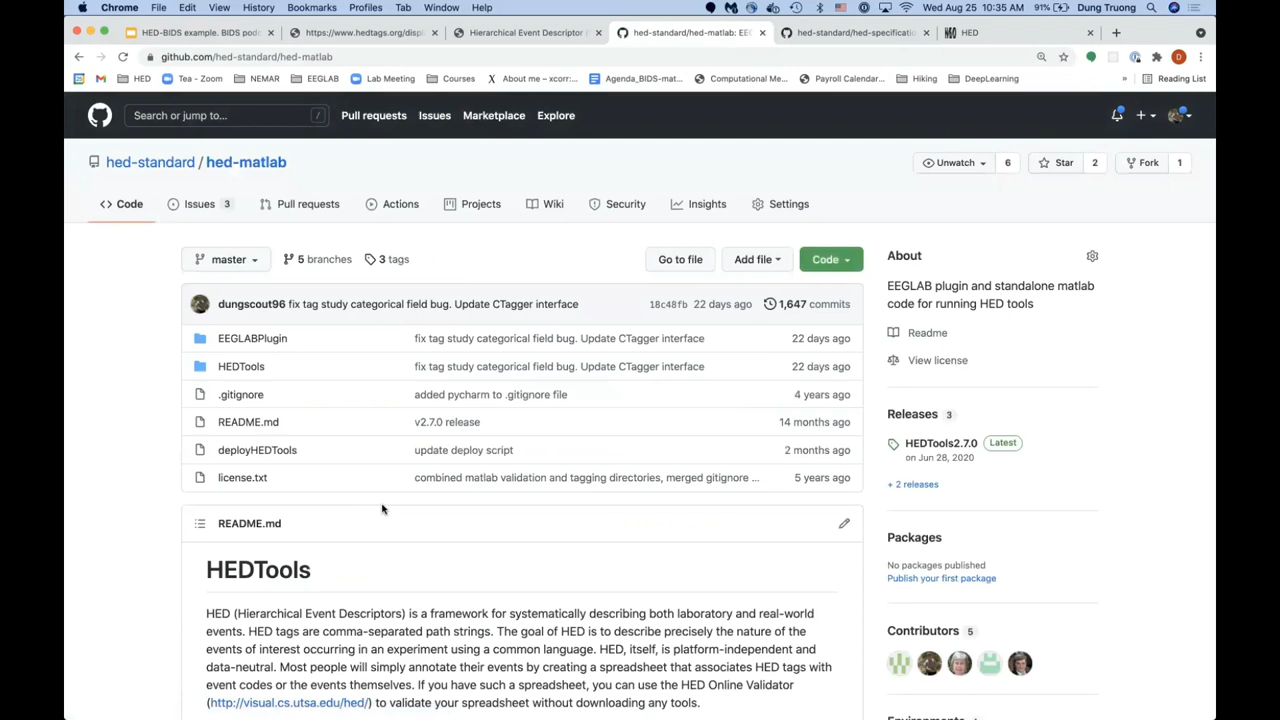 Chrome File Edit View History Bookmarks Profiles Tab Window Help Wed Aug 25 10:35 AM 91% Dung Truong
HED-BIDS example. BIDS pod https://www.hedtags.org/displ Hierarchical Event Descriptor hed-standard/hed-matlab: EE hed-standard/hed-specificatio HED
github.com/hed-standard/hed-matlab D
HED Tea - Zoom NEMAR EEGLAB Lab Meeting Courses About me – xcorr:... Agenda_BIDS-mat... Computational Me... Payroll Calendar... Hiking DeepLearning » Reading List
Search or jump to... / Pull requests Issues Marketplace Explore
hed-standard / hed-matlab Unwatch 6 Star 2 Fork 1
Code Issues 3 Pull requests Actions Projects Wiki Security Insights Settings
master 5 branches 3 tags Go to file Add file Code
dungscout96 fix tag study categorical field bug. Update CTagger interface 18c48fb 22 days ago 1,647 commits
EEGLABPlugin fix tag study categorical field bug. Update CTagger interface 22 days ago
HEDTools fix tag study categorical field bug. Update CTagger interface 22 days ago
.gitignore added pycharm to .gitignore file 4 years ago
README.md v2.7.0 release 14 months ago
deployHEDTools update deploy script 2 months ago
license.txt combined matlab validation and tagging directories, merged gitignore ... 5 years ago
README.md
HEDTools
HED (Hierarchical Event Descriptors) is a framework for systematically describing both laboratory and real-world
events. HED tags are comma-separated path strings. The goal of HED is to describe precisely the nature of the
events of interest occurring in an experiment using a common language. HED, itself, is platform-independent and
data-neutral. Most people will simply annotate their events by creating a spreadsheet that associates HED tags with
event codes or the events themselves. If you have such a spreadsheet, you can use the HED Online Validator
(http://visual.cs.utsa.edu/hed/) to validate your spreadsheet without downloading any tools.
About
EEGLAB plugin and standalone matlab
code for running HED tools
Readme
View license
Releases 3
HEDTools2.7.0 Latest
on Jun 28, 2020
+ 2 releases
Packages
No packages published
Publish your first package
Contributors 5